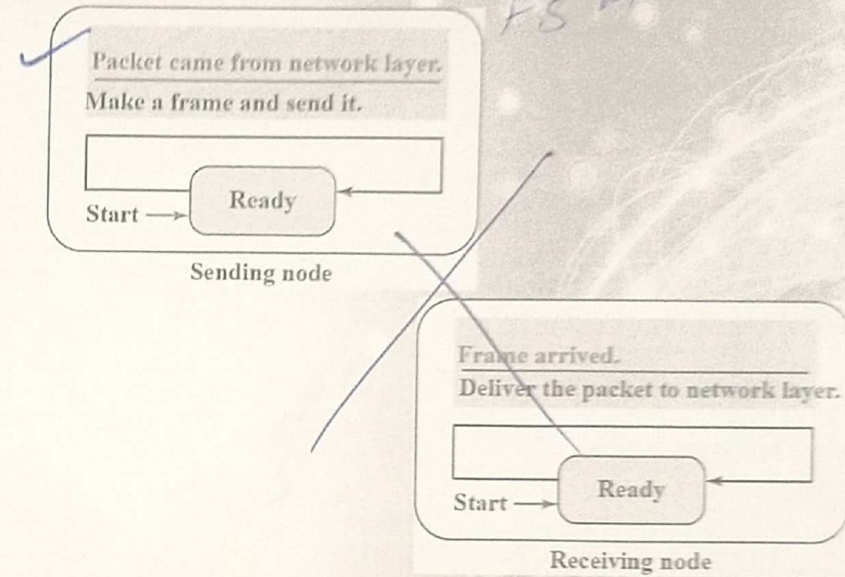 FS
Packet came from network layer.
Make a frame and send it.
Ready
Start
Sending node
Frame arrived.
Deliver the packet to network layer.
Ready
Start
Receiving node